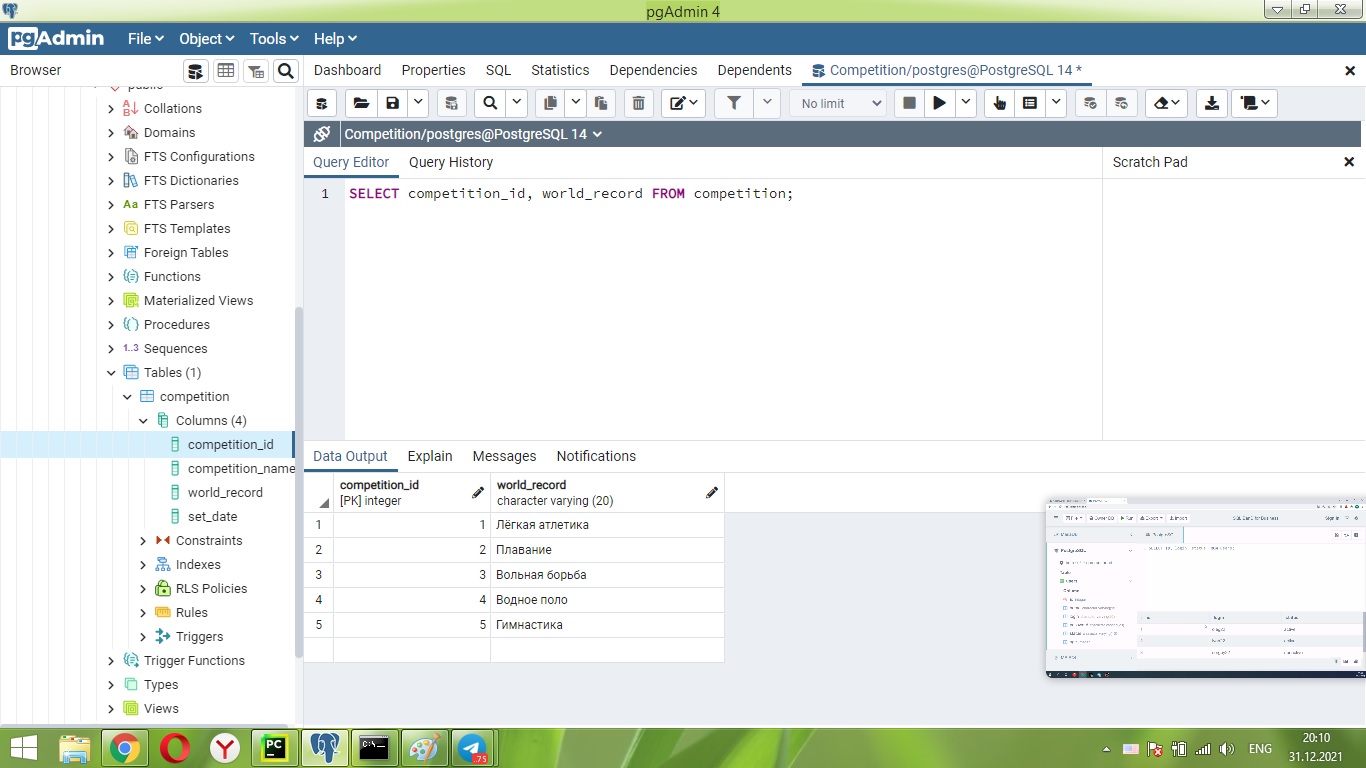 pgAdmin 4
pgAdmin File Object Tools Help
Browser
Dashboard Properties SQL Statistics Dependencies Dependents Competition/postgres@PostgreSQL 14 *
No limit
Competition/postgres@PostgreSQL 14
Query Editor Query History Scratch Pad
1 SELECT competition_id, world_record FROM competition;
public
Collations
Domains
FTS Configurations
FTS Dictionaries
Aa FTS Parsers
FTS Templates
Foreign Tables
Functions
Materialized Views
Procedures
1..3 Sequences
Tables (1)
competition
Columns (4)
competition_id
competition_name
world_record
set_date
Constraints
Indexes
RLS Policies
Rules
Triggers
Trigger Functions
Types
Views
Data Output Explain Messages Notifications
competition_id world_record
[PK] integer character varying (20)
1 1 Лёгкая атлетика
2 2 Плавание
3 3 Вольная борьба
4 4 Водное поло
5 5 Гимнастика
PC
.75
ENG
20:10
31.12.2021